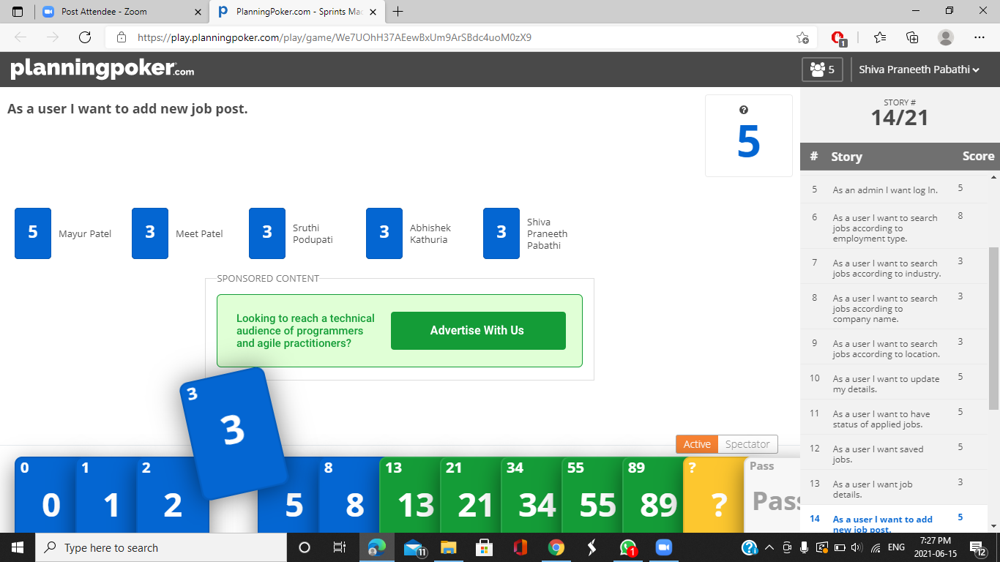 Post Attendee - Zoom
PlanningPoker.com - Sprints Mac
https://play.planningpoker.com/play/game/We7UOhH37AEewBxUm9ArSBdc4uoM0zX9
1
planningpoker.com
5
Shiva Praneeth Pabathi
As a user I want to add new job post.
?
5
STORY #
14/21
# Story Score
5 As an admin I want log In. 5
6 As a user I want to search 8
jobs according to
employment type.
7 As a user I want to search 3
jobs according to industry.
8 As a user I want to search 3
jobs according to
company name.
9 As a user I want to search 3
jobs according to location.
10 As a user I want to update 5
my details.
11 As a user I want to have 5
status of applied jobs.
12 As a user I want saved 5
jobs.
13 As a user I want job 3
details.
14 As a user I want to add 5
new job post.
5 Mayur Patel
3 Meet Patel
3 Sruthi
Podupati
3 Abhishek
Kathuria
3 Shiva
Praneeth
Pabathi
SPONSORED CONTENT
Looking to reach a technical
audience of programmers
and agile practitioners?
Advertise With Us
3
3
Active Spectator
0 1 2 8 13 21 34 55 89 ? Pass
0 1 2 5 8 13 21 34 55 89 ? Pass
Type here to search
11
1
?
ENG
7:27 PM
2021-06-15
12